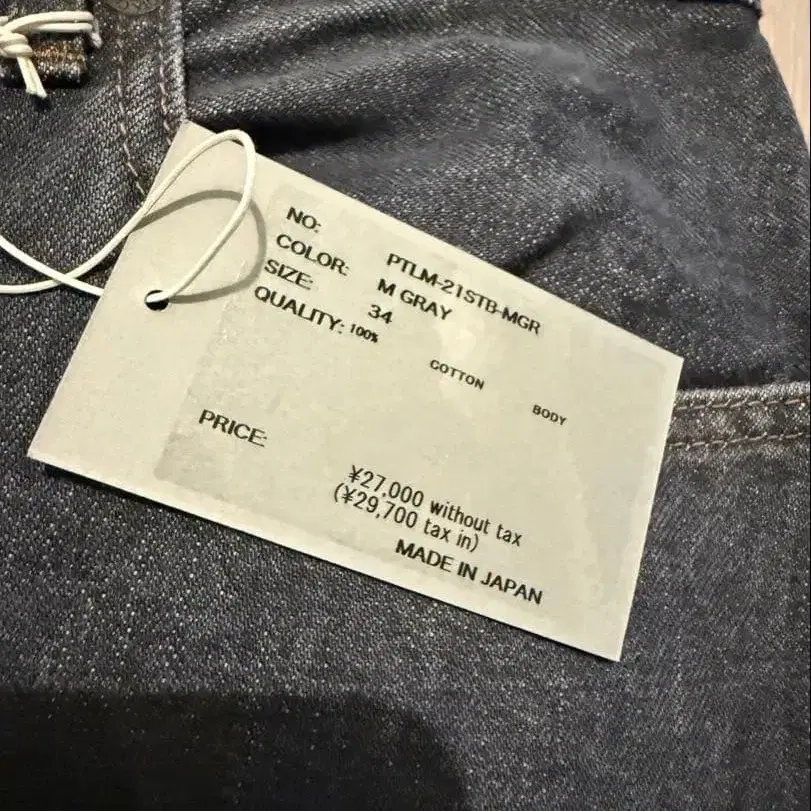 NO: PTLM-21STB-MGR
COLOR: M GRAY
SIZE: 34
QUALITY: 100% COTTON BODY
PRICE:
¥27,000 without tax
(¥29,700 tax in)
MADE IN JAPAN